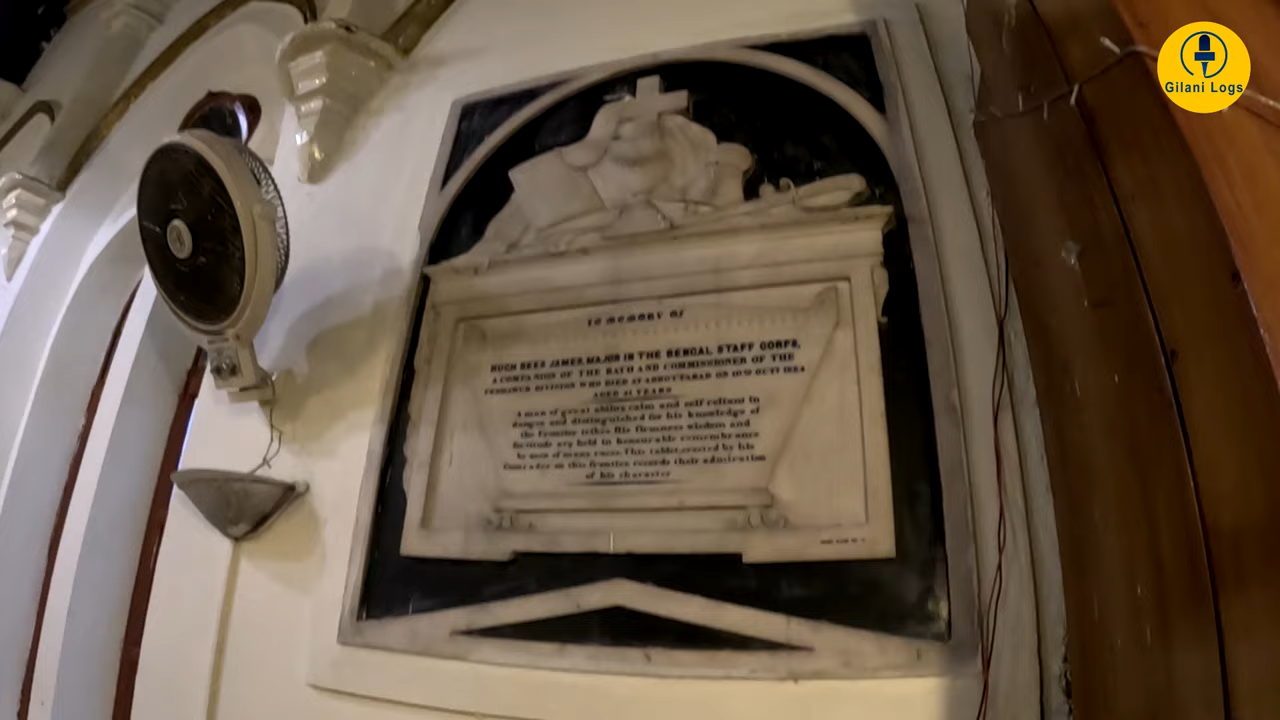 Gilani Logs
TO MEMORY OF
HUGH REES JAMES, MAJOR IN THE BENGAL STAFF CORPS,
A COMPANION OF THE BATH AND COMMISSIONER OF THE
DIVISION WHO DIED AT ON OCT
AGED YEARS
A man of great ability calm and self reliant in
danger and distinguished for his knowledge of
the frontier tribes His firmness wisdom and
fortitude are held in honourable remembrance
by men of many races. This tablet, erected by his
Comrades on this frontier records their admiration
of his character